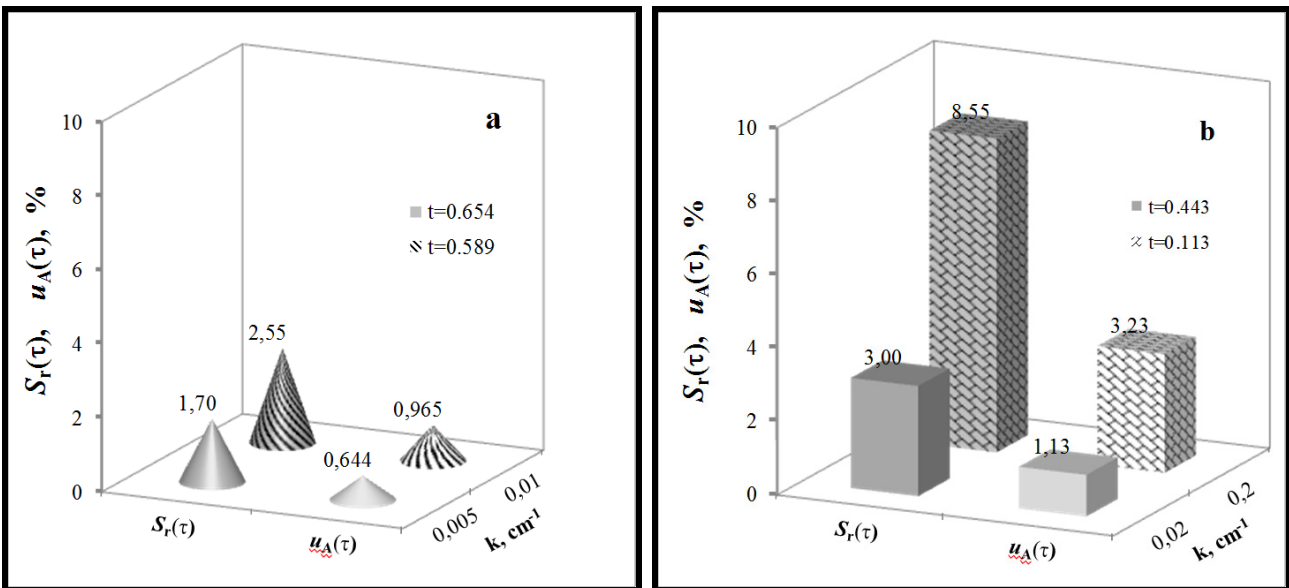 a
10
8
6
4
2
0
Sr(τ), uA(τ), %
t=0.654
t=0.589
2,55
1,70
0,965
0,644
Sr(τ)
uA(τ)
0,005
0,01
k, cm-1
b
10
8
6
4
2
0
Sr(τ), uA(τ), %
t=0.443
t=0.113
8,55
3,00
3,23
1,13
Sr(τ)
uA(τ)
0,02
0,2
k, cm-1